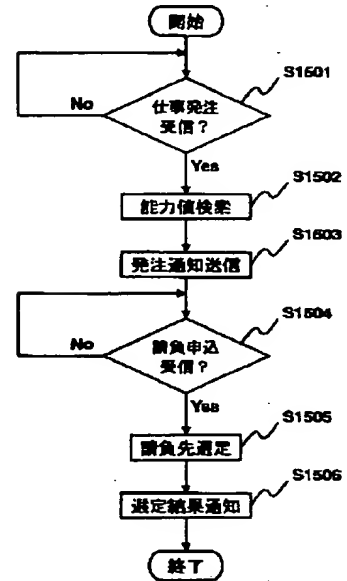 開始
S1501
仕事発注
受信？
No
Yes
S1502
能力値検索
S1503
発注通知送信
S1504
請負申込
受信？
No
Yes
S1505
請負先選定
S1506
選定結果通知
終了